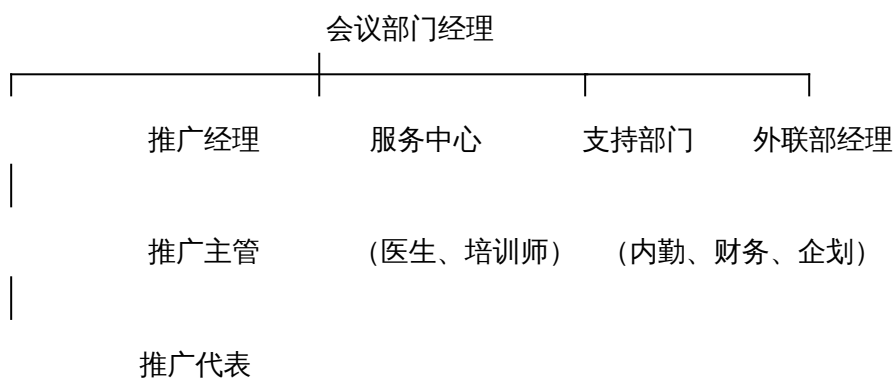 会议部门经理
推广经理 服务中心 支持部门 外联部经理
推广主管 （医生、培训师） （内勤、财务、企划）
推广代表